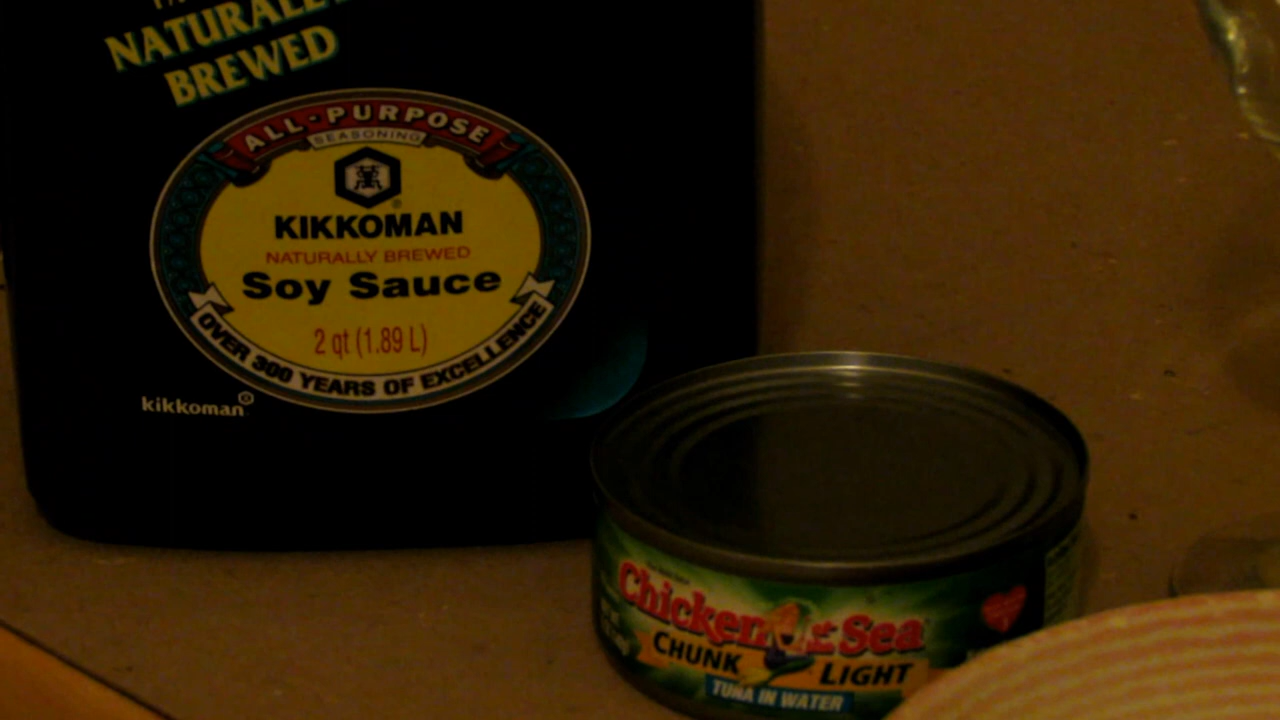 NATURALLY
BREWED
ALL-PURPOSE
SEASONING
KIKKOMAN
NATURALLY BREWED
Soy Sauce
2 qt (1.89 L)
OVER 300 YEARS OF EXCELLENCE
kikkoman®
Chicken of the Sea
CHUNK LIGHT
TUNA IN WATER